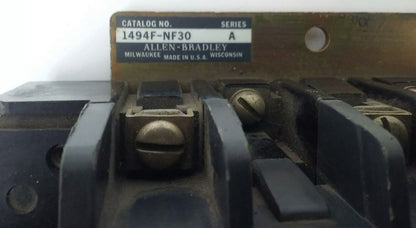 CATALOG NO. SERIES
1494F-NF30 A
ALLEN-BRADLEY
MILWAUKEE MADE IN U.S.A. WISCONSIN